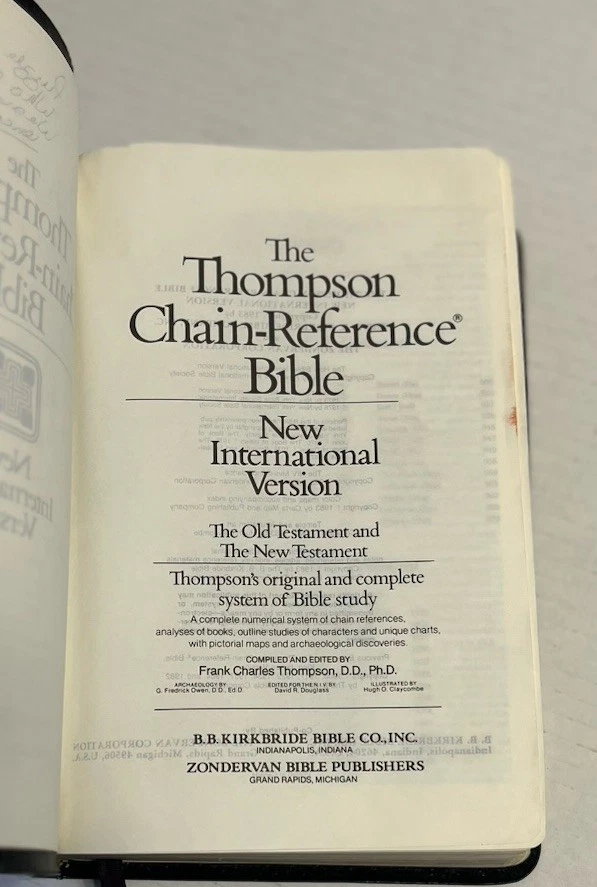 The
Thompson
Chain-Reference®
Bible
New
International
Version
The Old Testament and
The New Testament
Thompson's original and complete
system of Bible study
A complete numerical system of chain references,
analyses of books, outline studies of characters and unique charts,
with pictorial maps and archaeological discoveries.
COMPILED AND EDITED BY
Frank Charles Thompson, D.D., Ph.D.
ARCHAEOLOGY BY EDITED FOR THE N I V BY ILLUSTRATED BY
G. Fredrick Owen, D.D., Ed.D. David R. Douglass Hugh O. Claycombe
B.B. KIRKBRIDE BIBLE CO., INC.
INDIANAPOLIS, INDIANA
ZONDERVAN BIBLE PUBLISHERS
GRAND RAPIDS, MICHIGAN